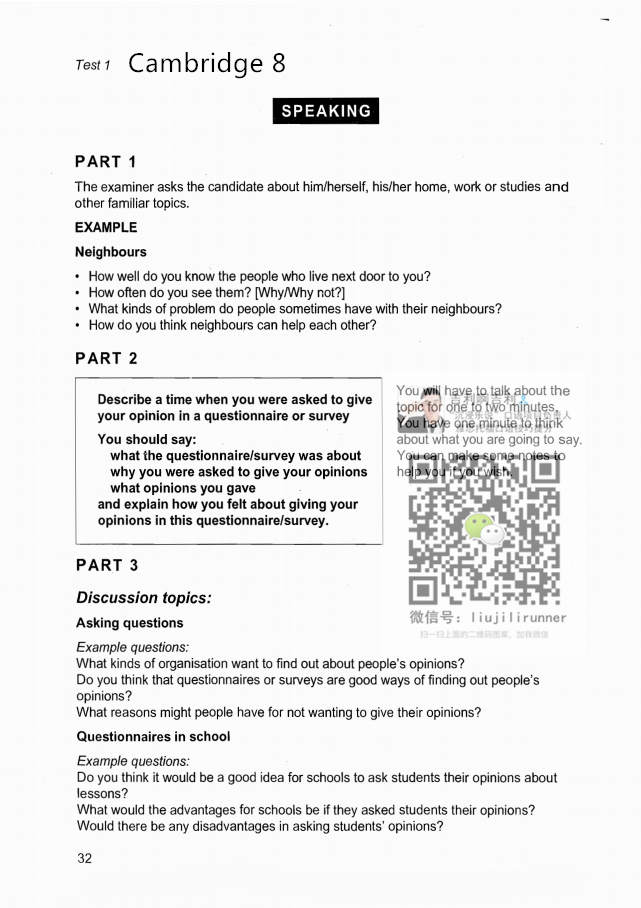 Test 1 Cambridge 8
SPEAKING
PART 1
The examiner asks the candidate about him/herself, his/her home, work or studies and
other familiar topics.
EXAMPLE
Neighbours
• How well do you know the people who live next door to you?
• How often do you see them? [Why/Why not?]
• What kinds of problem do people sometimes have with their neighbours?
• How do you think neighbours can help each other?
PART 2
Describe a time when you were asked to give
your opinion in a questionnaire or survey
You should say:
what the questionnaire/survey was about
why you were asked to give your opinions
what opinions you gave
and explain how you felt about giving your
opinions in this questionnaire/survey.
You will have to talk about the
topic for one to two minutes.
You have one minute to think
about what you are going to say.
You can make some notes to
help you if you wish.
微信号: liujilirunner
扫一扫上面的二维码图案，加我微信
PART 3
Discussion topics:
Asking questions
Example questions:
What kinds of organisation want to find out about people's opinions?
Do you think that questionnaires or surveys are good ways of finding out people's
opinions?
What reasons might people have for not wanting to give their opinions?
Questionnaires in school
Example questions:
Do you think it would be a good idea for schools to ask students their opinions about
lessons?
What would the advantages for schools be if they asked students their opinions?
Would there be any disadvantages in asking students' opinions?
32